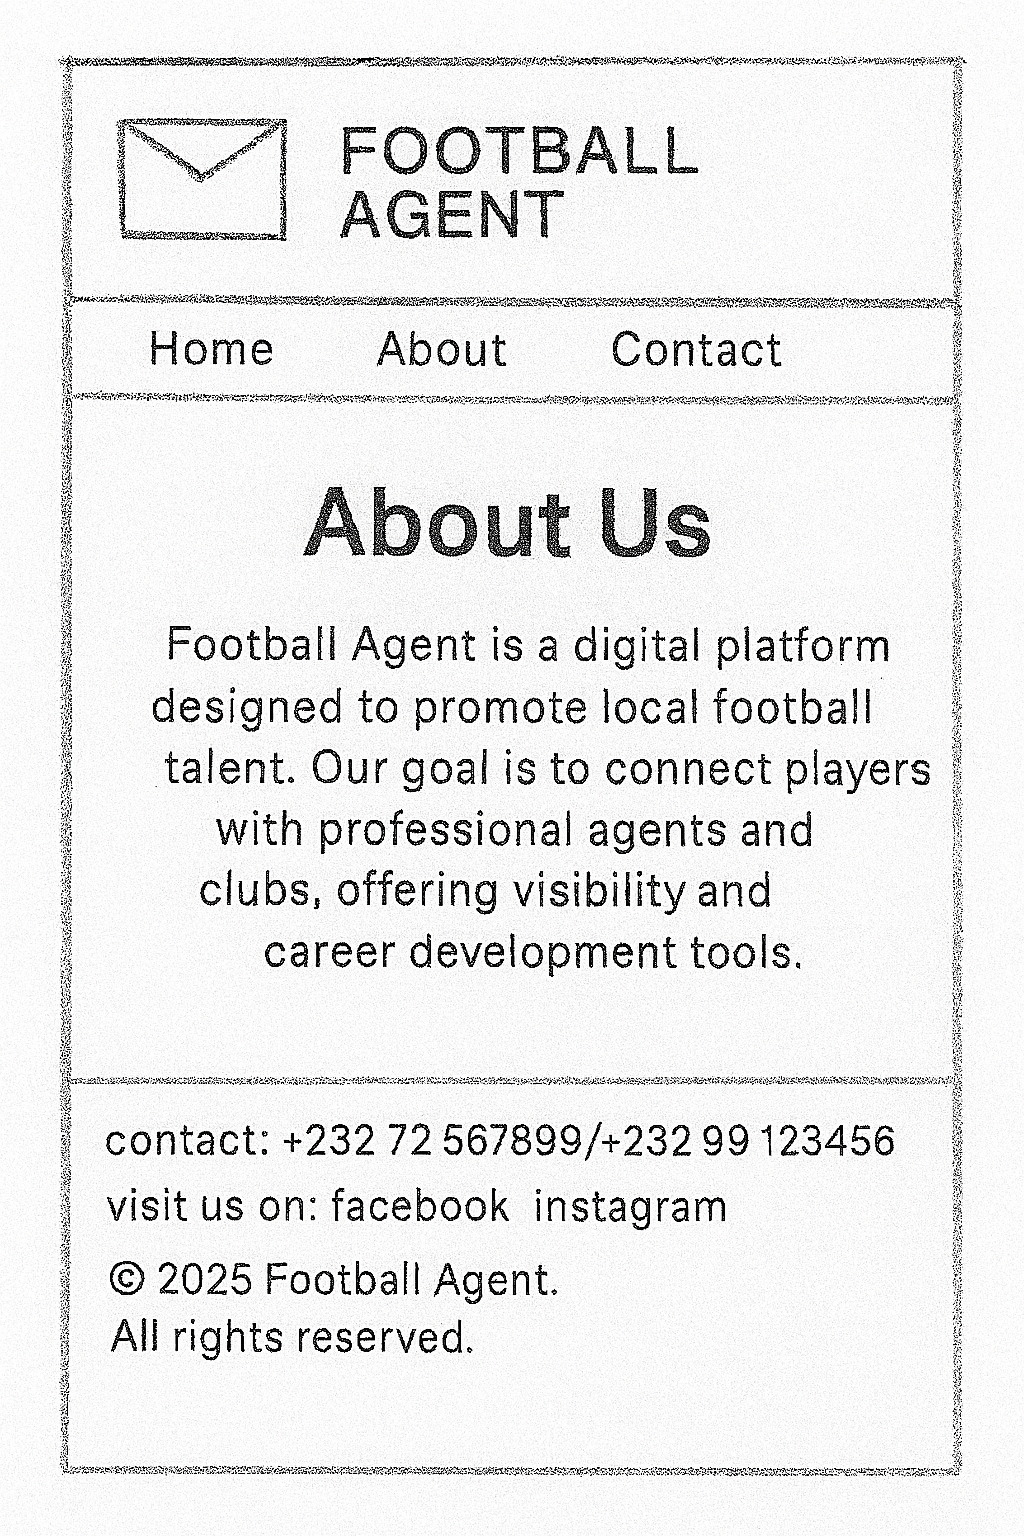 FOOTBALL
AGENT
Home About Contact
About Us
Football Agent is a digital platform
designed to promote local football
talent. Our goal is to connect players
with professional agents and
clubs, offering visibility and
career development tools.
contact: +232 72 567899/+232 99 123456
visit us on: facebook instagram
© 2025 Football Agent.
All rights reserved.